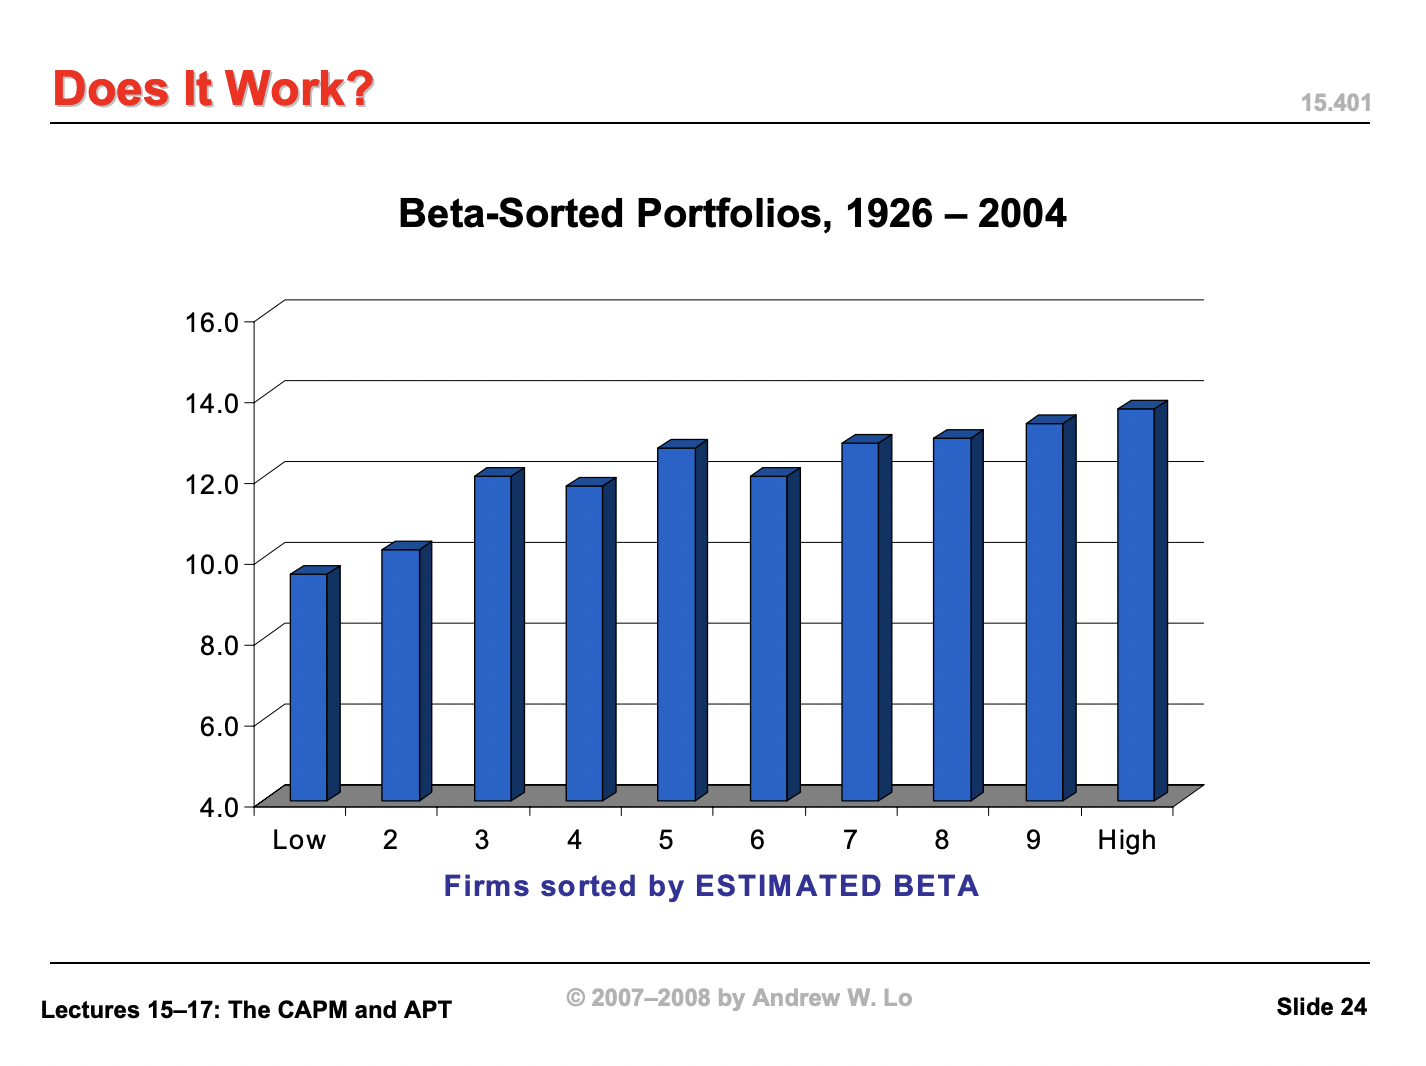 Does It Work?
15.401
Beta-Sorted Portfolios, 1926 – 2004
16.0
14.0
12.0
10.0
8.0
6.0
4.0
Low 2 3 4 5 6 7 8 9 High
Firms sorted by ESTIMATED BETA
Lectures 15–17: The CAPM and APT
© 2007–2008 by Andrew W. Lo
Slide 24